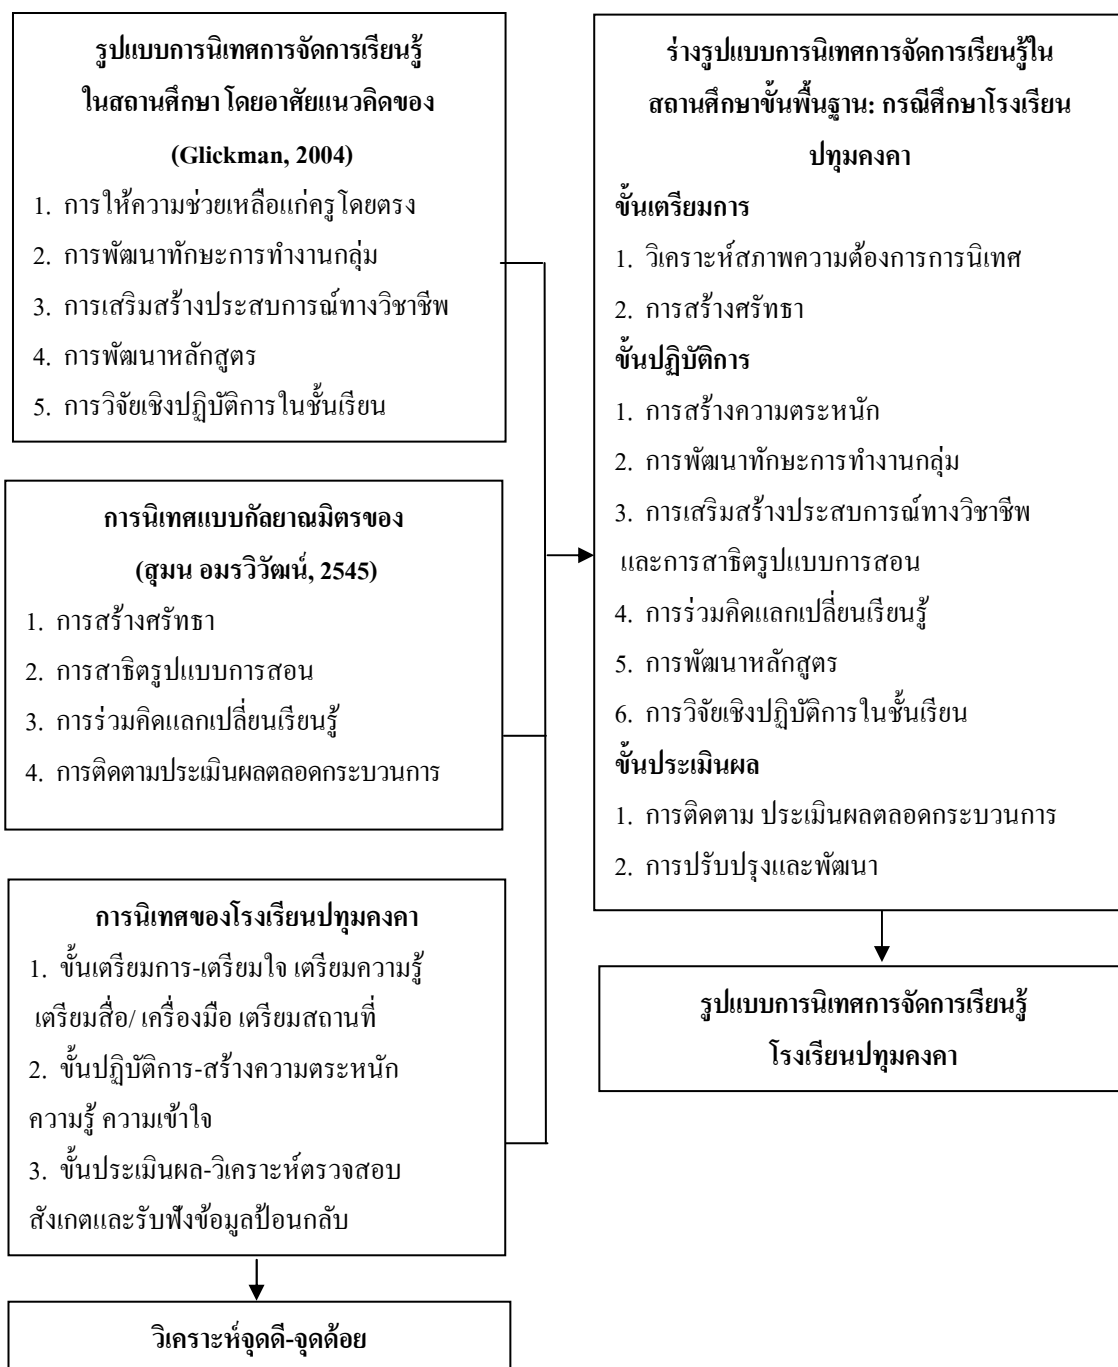 รูปแบบการนิเทศการจัดการเรียนรู้
ในสถานศึกษา โดยอาศัยแนวคิดของ
(Glickman, 2004)
1. การให้ความช่วยเหลือแก่ครูโดยตรง
2. การพัฒนาทักษะการทำงานกลุ่ม
3. การเสริมสร้างประสบการณ์ทางวิชาชีพ
4. การพัฒนาหลักสูตร
5. การวิจัยเชิงปฏิบัติการในชั้นเรียน
การนิเทศแบบกัลยาณมิตรของ
(สุมน อมรวิวัฒน์, 2545)
1. การสร้างศรัทธา
2. การสาธิตรูปแบบการสอน
3. การร่วมคิดแลกเปลี่ยนเรียนรู้
4. การติดตามประเมินผลตลอดกระบวนการ
การนิเทศของโรงเรียนปทุมคงคา
1. ขั้นเตรียมการ-เตรียมใจ เตรียมความรู้
เตรียมสื่อ/ เครื่องมือ เตรียมสถานที่
2. ขั้นปฏิบัติการ-สร้างความตระหนัก
ความรู้ ความเข้าใจ
3. ขั้นประเมินผล-วิเคราะห์ตรวจสอบ
สังเกตและรับฟังข้อมูลป้อนกลับ
วิเคราะห์จุดดี-จุดด้อย
ร่างรูปแบบการนิเทศการจัดการเรียนรู้ใน
สถานศึกษาขั้นพื้นฐาน: กรณีศึกษาโรงเรียน
ปทุมคงคา
ขั้นเตรียมการ
1. วิเคราะห์สภาพความต้องการการนิเทศ
2. การสร้างศรัทธา
ขั้นปฏิบัติการ
1. การสร้างความตระหนัก
2. การพัฒนาทักษะการทำงานกลุ่ม
3. การเสริมสร้างประสบการณ์ทางวิชาชีพ
และการสาธิตรูปแบบการสอน
4. การร่วมคิดแลกเปลี่ยนเรียนรู้
5. การพัฒนาหลักสูตร
6. การวิจัยเชิงปฏิบัติการในชั้นเรียน
ขั้นประเมินผล
1. การติดตาม ประเมินผลตลอดกระบวนการ
2. การปรับปรุงและพัฒนา
รูปแบบการนิเทศการจัดการเรียนรู้
โรงเรียนปทุมคงคา